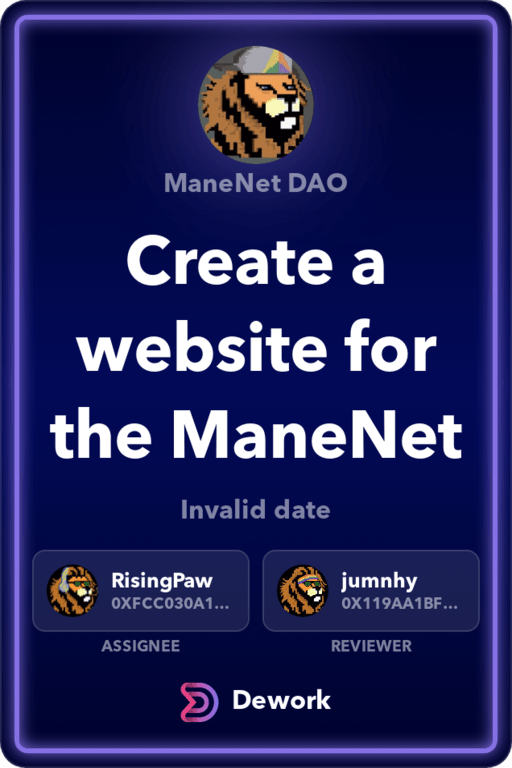 ManeNet DAO
Create a
website for
the ManeNet
Invalid date
RisingPaw
0XFCC030A1...
ASSIGNEE
jumnhy
0X119AA1BF...
REVIEWER
Dework